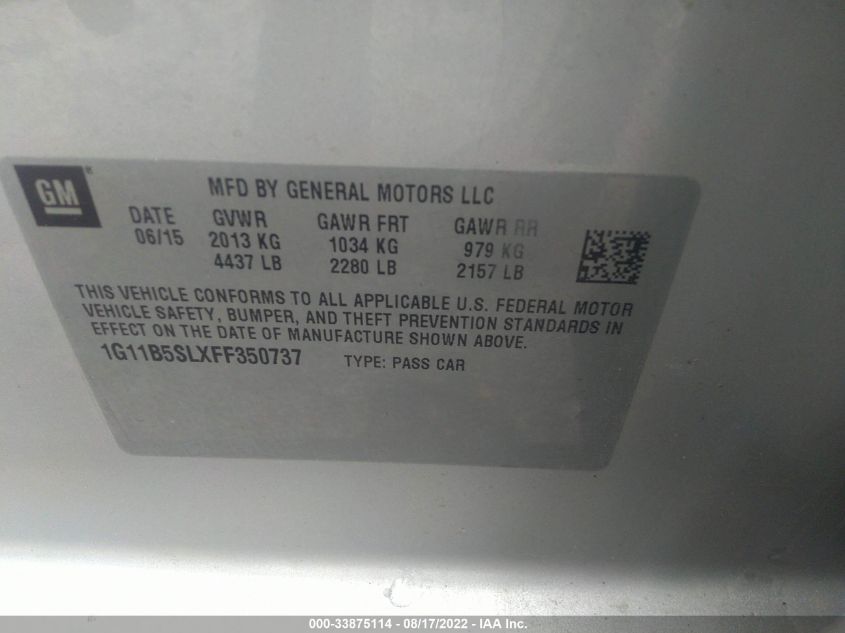 GM
MFD BY GENERAL MOTORS LLC
DATE GVWR GAWR FRT GAWR RR
06/15 2013 KG 1034 KG 979 KG
4437 LB 2280 LB 2157 LB
THIS VEHICLE CONFORMS TO ALL APPLICABLE U.S. FEDERAL MOTOR
VEHICLE SAFETY, BUMPER, AND THEFT PREVENTION STANDARDS IN
EFFECT ON THE DATE OF MANUFACTURE SHOWN ABOVE.
1G11B5SLXFF350737 TYPE: PASS CAR
000-33875114 - 08/17/2022 - IAA Inc.